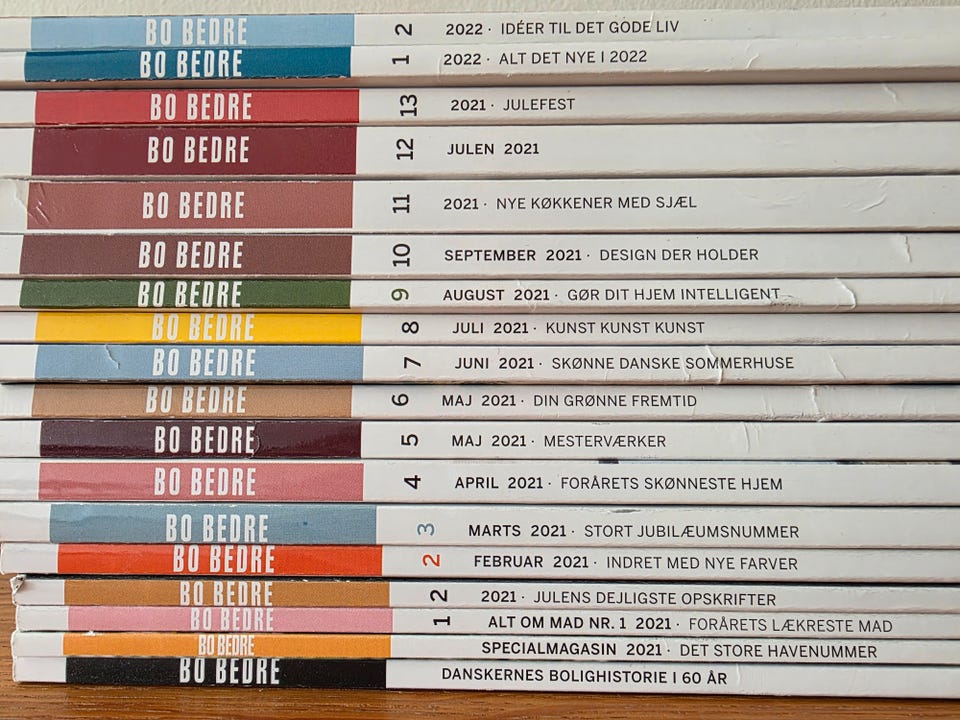 BO BEDRE 2 2022 · IDÉER TIL DET GODE LIV
BO BEDRE 1 2022 · ALT DET NYE I 2022
BO BEDRE 13 2021 · JULEFEST
BO BEDRE 12 JULEN 2021
BO BEDRE 11 2021 · NYE KØKKENER MED SJÆL
BO BEDRE 10 SEPTEMBER 2021 · DESIGN DER HOLDER
BO BEDRE 9 AUGUST 2021 · GØR DIT HJEM INTELLIGENT
BO BEDRE 8 JULI 2021 · KUNST KUNST KUNST
BO BEDRE 7 JUNI 2021 · SKØNNE DANSKE SOMMERHUSE
BO BEDRE 6 MAJ 2021 · DIN GRØNNE FREMTID
BO BEDRE 5 MAJ 2021 · MESTERVÆRKER
BO BEDRE 4 APRIL 2021 · FORÅRETS SKØNNESTE HJEM
BO BEDRE 3 MARTS 2021 · STORT JUBILÆUMSNUMMER
BO BEDRE 2 FEBRUAR 2021 · INDRET MED NYE FARVER
BO BEDRE 2 2021 · JULENS DEJLIGSTE OPSKRIFTER
BO BEDRE 1 ALT OM MAD NR. 1 2021 · FORÅRETS LÆKRESTE MAD
BO BEDRE SPECIALMAGASIN 2021 · DET STORE HAVENUMMER
BO BEDRE DANSKERNES BOLIGHISTORIE I 60 ÅR